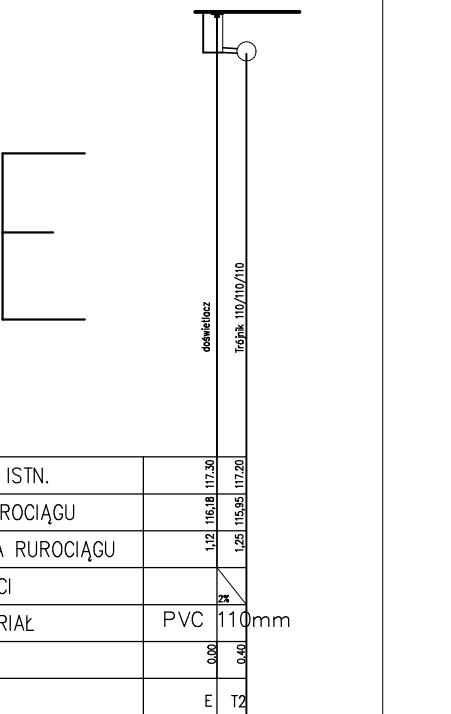 E
doświetlacz
Trójnik 110/110/110
ISTN. 117.30 117.20
ROCIĄGU 116,18 115,95
A RUROCIĄGU 1,12 1,25
CI 2%
RIAŁ PVC 110mm
0.00 0.40
E T2